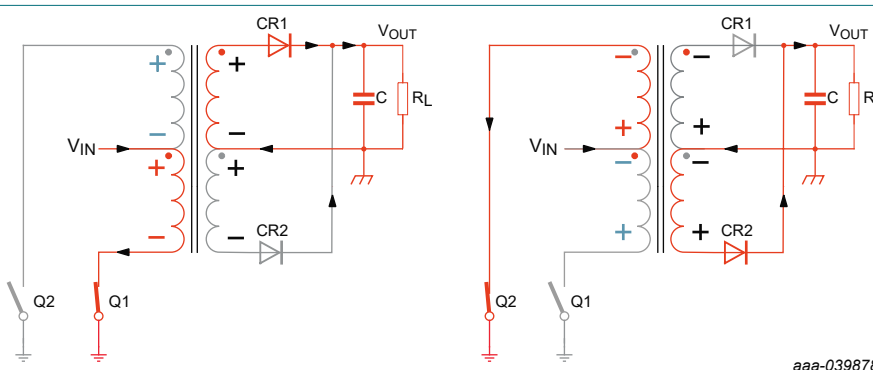 CR1
VOUT
+
+
C
RL
−
−
VIN
+
+
−
−
CR2
Q2
Q1
CR1
VOUT
−
−
C
R
+
+
VIN
−
−
+
+
CR2
Q2
Q1
aaa-039878